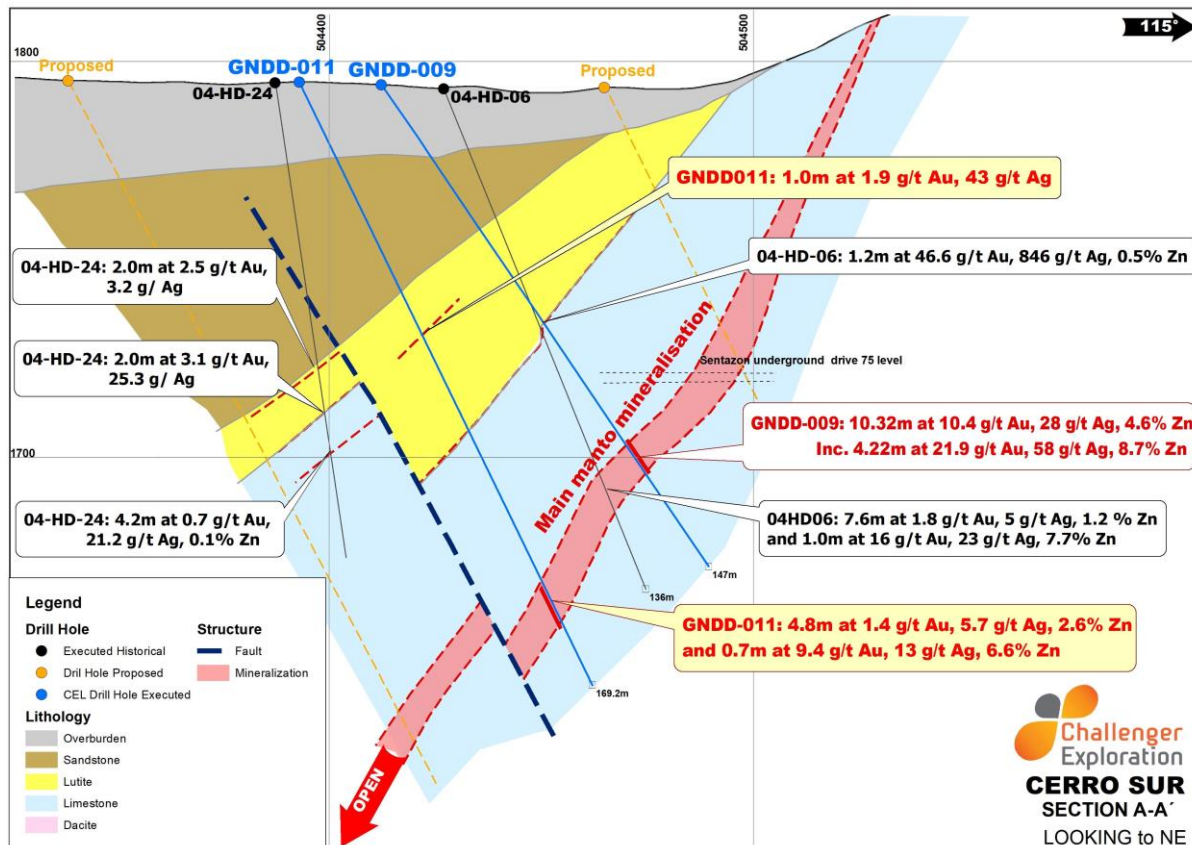 504400
504500
115°
1800
Proposed
GNDD-011
GNDD-009
Proposed
04-HD-24
04-HD-06
GNDD011: 1.0m at 1.9 g/t Au, 43 g/t Ag
04-HD-24: 2.0m at 2.5 g/t Au,
3.2 g/ Ag
04-HD-06: 1.2m at 46.6 g/t Au, 846 g/t Ag, 0.5% Zn
04-HD-24: 2.0m at 3.1 g/t Au,
25.3 g/ Ag
Sentazon underground drive 75 level
Main manto mineralisation
GNDD-009: 10.32m at 10.4 g/t Au, 28 g/t Ag, 4.6% Zn
Inc. 4.22m at 21.9 g/t Au, 58 g/t Ag, 8.7% Zn
1700
04-HD-24: 4.2m at 0.7 g/t Au,
21.2 g/t Ag, 0.1% Zn
04HD06: 7.6m at 1.8 g/t Au, 5 g/t Ag, 1.2 % Zn
and 1.0m at 16 g/t Au, 23 g/t Ag, 7.7% Zn
147m
136m
GNDD-011: 4.8m at 1.4 g/t Au, 5.7 g/t Ag, 2.6% Zn
and 0.7m at 9.4 g/t Au, 13 g/t Ag, 6.6% Zn
169.2m
OPEN
Legend
Drill Hole
Executed Historical
Dril Hole Proposed
CEL Drill Hole Executed
Structure
Fault
Mineralization
Lithology
Overburden
Sandstone
Lutite
Limestone
Dacite
Challenger
Exploration
CERRO SUR
SECTION A-A´
LOOKING to NE